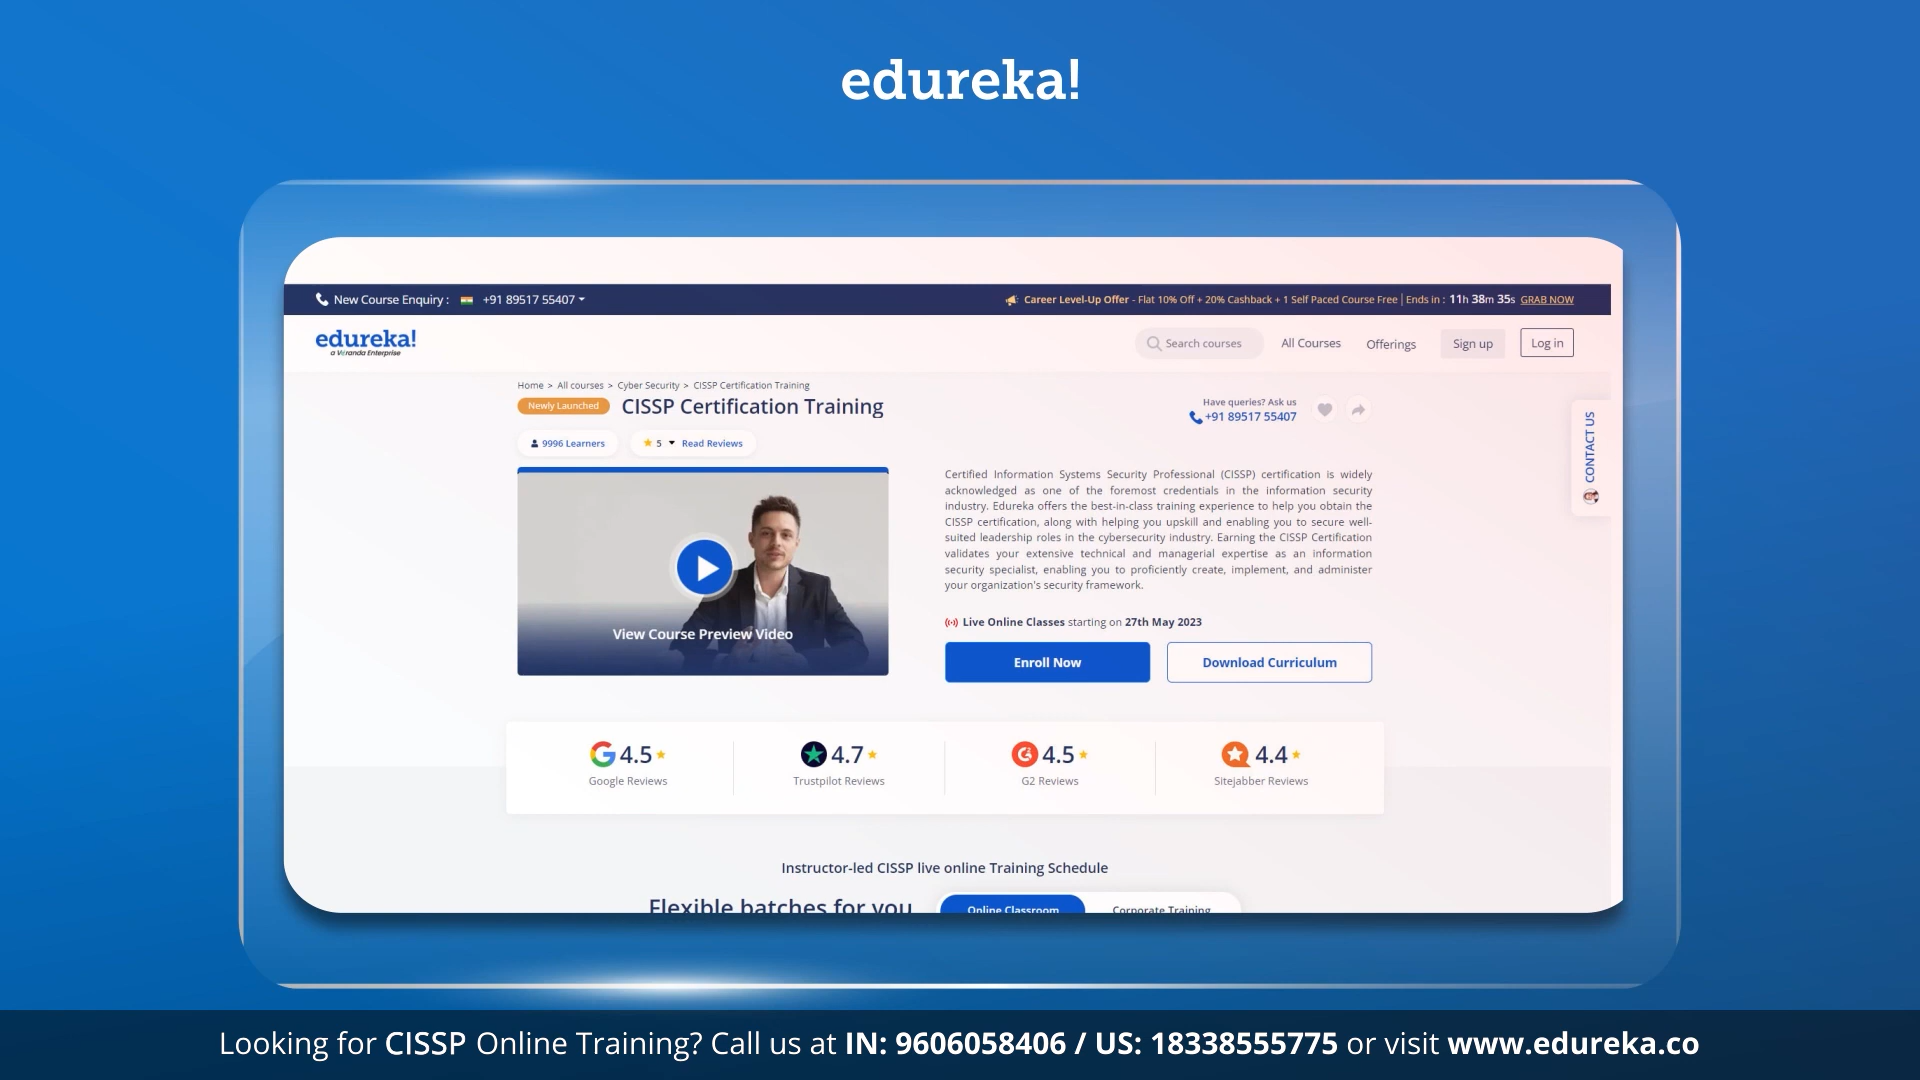 edureka!
New Course Enquiry : +91 89517 55407
Career Level-Up Offer - Flat 10% Off + 20% Cashback + 1 Self Paced Course Free | Ends in : 11h 38m 35s GRAB NOW
edureka!
a Veranda Enterprise
Search courses
All Courses
Offerings
Sign up
Log in
Home > All courses > Cyber Security > CISSP Certification Training
Newly Launched
CISSP Certification Training
Have queries? Ask us
+91 89517 55407
9996 Learners
5 Read Reviews
CONTACT US
View Course Preview Video
Certified Information Systems Security Professional (CISSP) certification is widely
acknowledged as one of the foremost credentials in the information security
industry. Edureka offers the best-in-class training experience to help you obtain the
CISSP certification, along with helping you upskill and enabling you to secure well-
suited leadership roles in the cybersecurity industry. Earning the CISSP Certification
validates your extensive technical and managerial expertise as an information
security specialist, enabling you to proficiently create, implement, and administer
your organization's security framework.
Live Online Classes starting on 27th May 2023
Enroll Now
Download Curriculum
4.5
Google Reviews
4.7
Trustpilot Reviews
4.5
G2 Reviews
4.4
Sitejabber Reviews
Instructor-led CISSP live online Training Schedule
Flexible batches for you
Online Classroom
Corporate Training
Looking for CISSP Online Training? Call us at IN: 9606058406 / US: 18338555775 or visit www.edureka.co